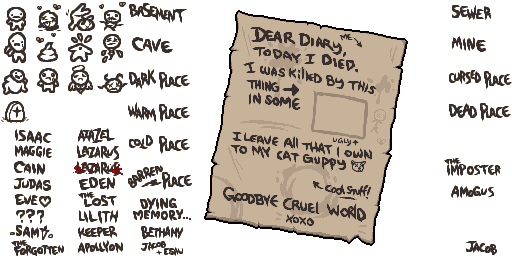 BASEMENT
CAVE
DARK PLACE
WARM PLACE
COLD PLACE
BARREN PLACE
DYING
MEMORY...
ISAAC
MAGGIE
CAIN
JUDAS
EVE♡
???
SAMS
THE
FORGOTTEN
AZAZEL
LAZARUS
LAZARUS
EDEN
THE
LOST
LILITH
KEEPER
APOLLYON
BETHANY
JACOB
+ ESAU
DEAR DIARY,
ME
TODAY I DIED.
I WAS KILLED BY THIS
THING
IN SOME
UGLY↑
I LEAVE ALL THAT I OWN
TO MY CAT GUPPY
COOL STUFF!
GOODBYE CRUEL WORLD
XOXO
SEWER
MINE
CURSED PLACE
DEAD PLACE
THE
IMPOSTER
AMOGUS
JACOB